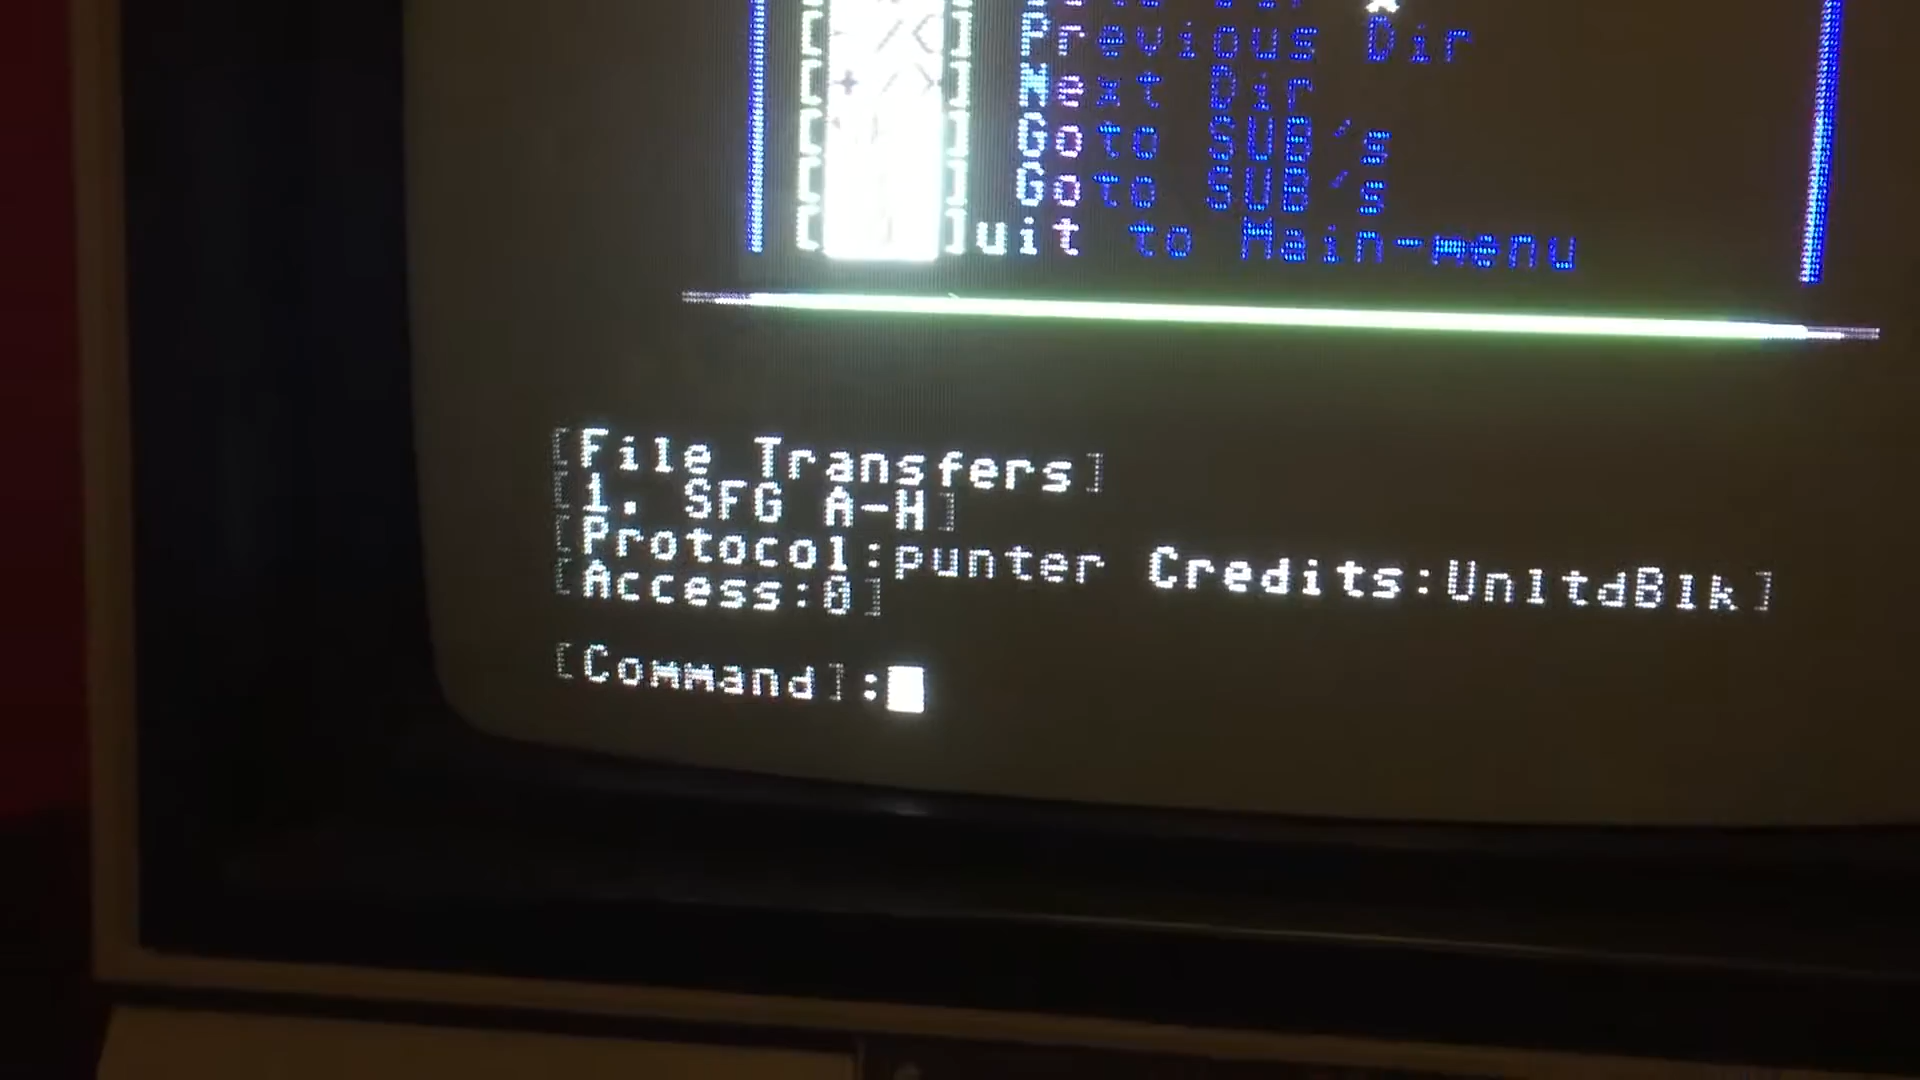 [-/<] Previous Dir
[+/>] Next Dir
[ ] Goto SUB's
[ ] Goto SUB's
[ ]uit to Main-menu
[File Transfers]
[1. SFG A-H]
[Protocol:punter Credits:UnltdBlk]
[Access:0]
[Command]: